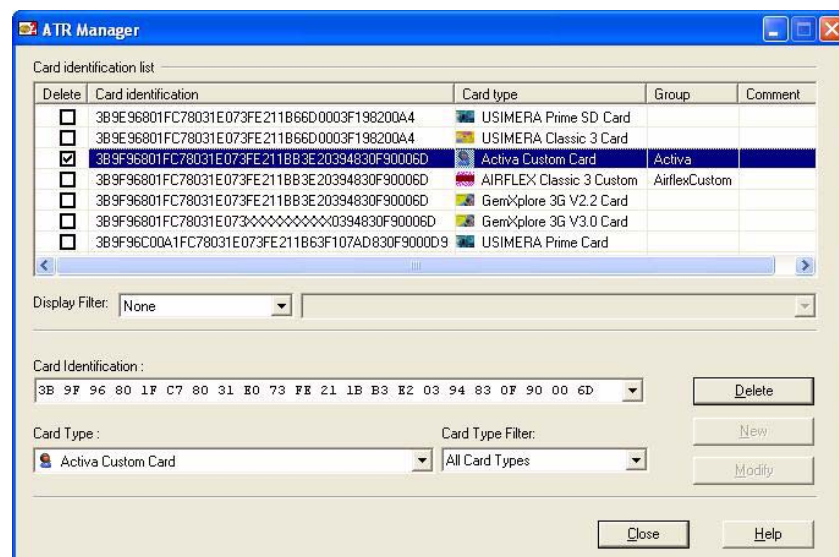 ATR Manager
Card identification list
Delete Card identification Card type Group Comment
3B9E96801FC78031E073FE211B66D0003F198200A4 USIMERA Prime SD Card
3B9E96801FC78031E073FE211B66D0003F198200A4 USIMERA Classic 3 Card
3B9F96801FC78031E073FE211BB3E20394830F90006D Activa Custom Card Activa
3B9F96801FC78031E073FE211BB3E20394830F90006D AIRFLEX Classic 3 Custom AirflexCustom
3B9F96801FC78031E073FE211BB3E20394830F90006D GemXplore 3G V2.2 Card
3B9F96801FC78031E073XXXXXXXXXX0394830F90006D GemXplore 3G V3.0 Card
3B9F96C00A1FC78031E073FE211B63F107AD830F9000D9 USIMERA Prime Card
Display Filter: None
Card Identification :
3B 9F 96 80 1F C7 80 31 E0 73 FE 21 1B B3 E2 03 94 83 0F 90 00 6D Delete
Card Type : Card Type Filter: New
Activa Custom Card All Card Types Modify
Close Help